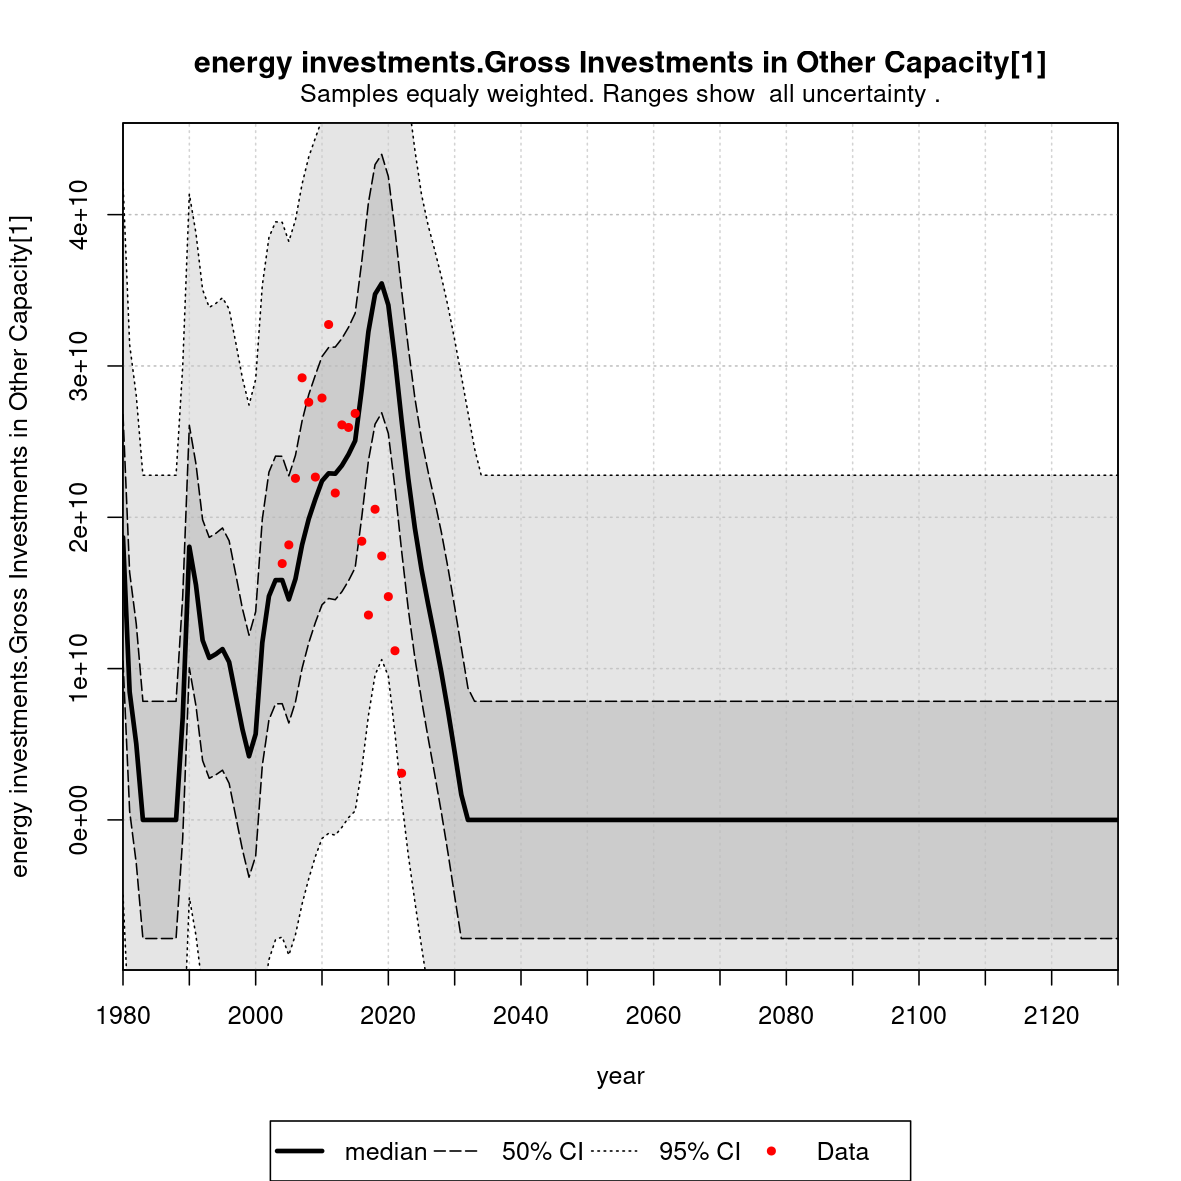 energy investments.Gross Investments in Other Capacity[1]
Samples equaly weighted. Ranges show  all uncertainty .
energy investments.Gross Investments in Other Capacity[1]
4e+10
3e+10
2e+10
1e+10
0e+00
1980 2000 2020 2040 2060 2080 2100 2120
year
median 50% CI 95% CI Data